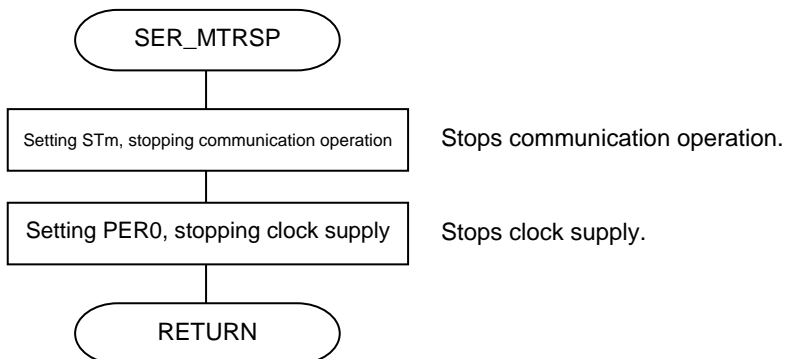 SER_MTRSP
Setting STm, stopping communication operation
Stops communication operation.
Setting PER0, stopping clock supply
Stops clock supply.
RETURN